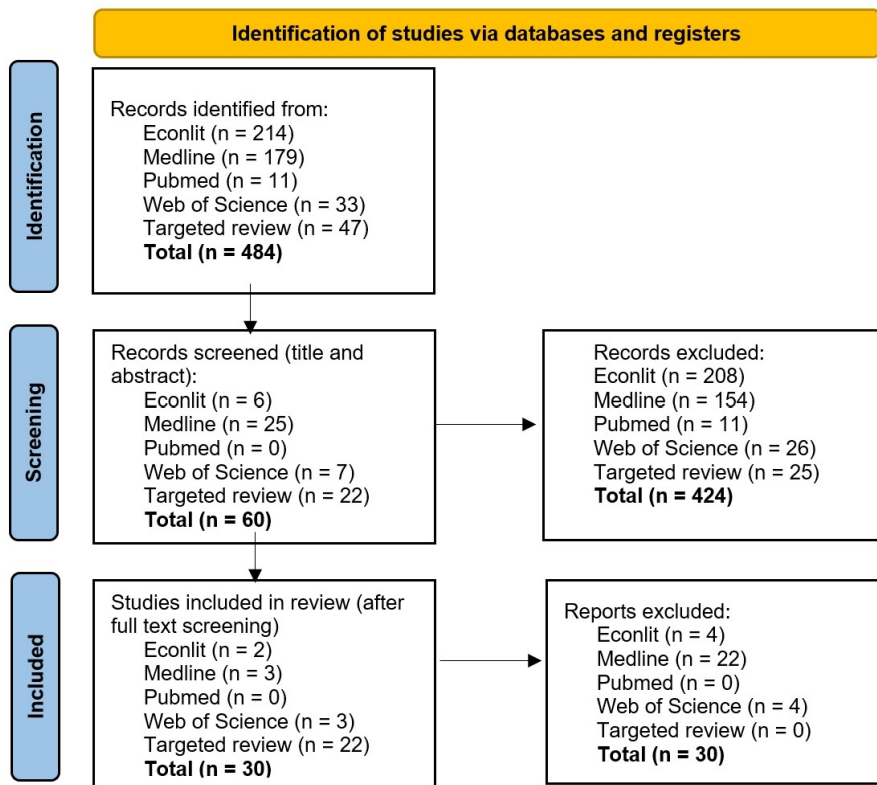 Identification of studies via databases and registers
Identification
Records identified from:
Econlit (n = 214)
Medline (n = 179)
Pubmed (n = 11)
Web of Science (n = 33)
Targeted review (n = 47)
Total (n = 484)
Screening
Records screened (title and
abstract):
Econlit (n = 6)
Medline (n = 25)
Pubmed (n = 0)
Web of Science (n = 7)
Targeted review (n = 22)
Total (n = 60)
Records excluded:
Econlit (n = 208)
Medline (n = 154)
Pubmed (n = 11)
Web of Science (n = 26)
Targeted review (n = 25)
Total (n = 424)
Included
Studies included in review (after
full text screening)
Econlit (n = 2)
Medline (n = 3)
Pubmed (n = 0)
Web of Science (n = 3)
Targeted review (n = 22)
Total (n = 30)
Reports excluded:
Econlit (n = 4)
Medline (n = 22)
Pubmed (n = 0)
Web of Science (n = 4)
Targeted review (n = 0)
Total (n = 30)